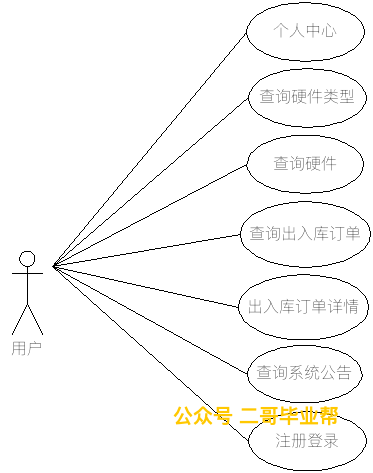 个人中心
查询硬件类型
查询硬件
查询出入库订单
出入库订单详情
用户
查询系统公告
公众号 二哥毕业帮
注册登录